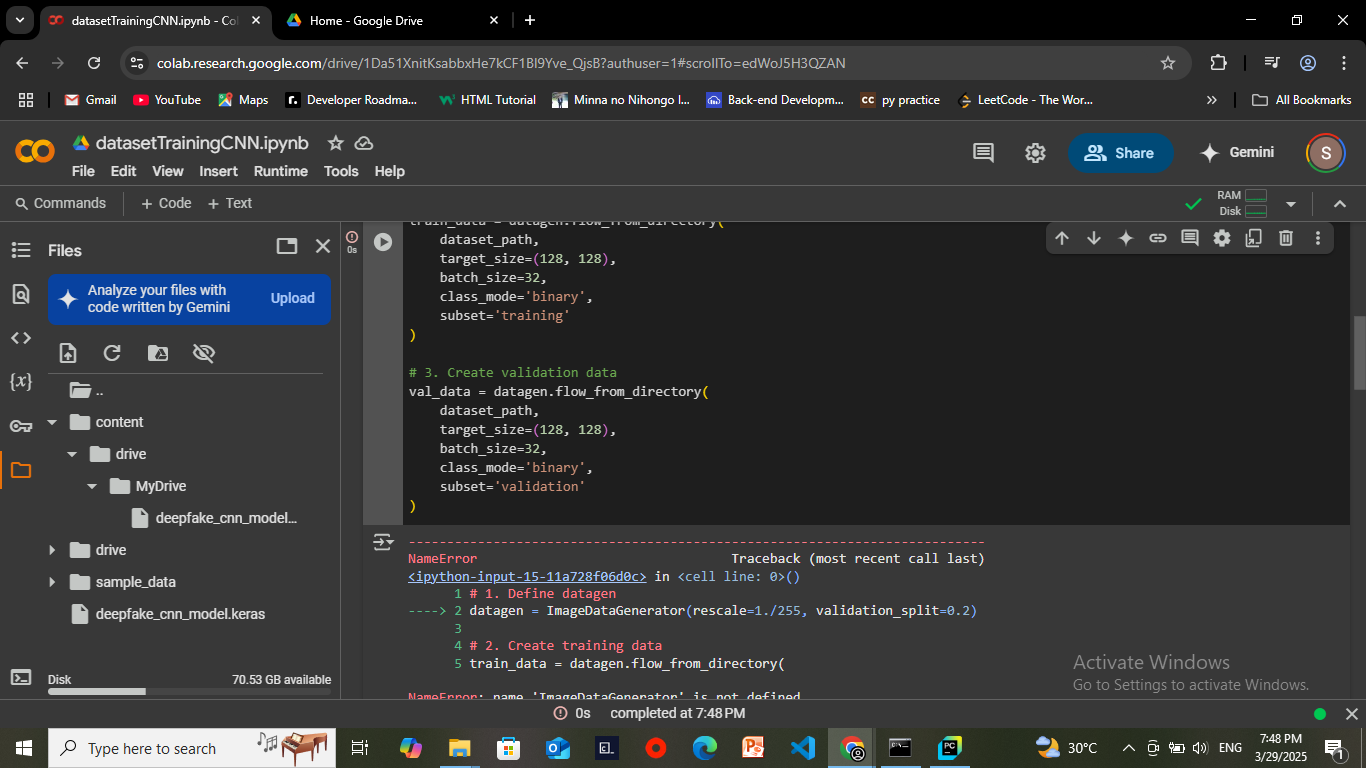 datasetTrainingCNN.ipynb - Col
Home - Google Drive
colab.research.google.com/drive/1Da51XnitKsabbxHe7kCF1BI9Yve_QjsB?authuser=1#scrollTo=edWoJ5H3QZAN
Gmail
YouTube
Maps
Developer Roadma...
HTML Tutorial
Minna no Nihongo I...
Back-end Developm...
CC py practice
LeetCode - The Wor...
»
All Bookmarks
datasetTrainingCNN.ipynb
File Edit View Insert Runtime Tools Help
Share
Gemini
S
Commands
+ Code
+ Text
RAM
Disk
Files
Analyze your files with
code written by Gemini
Upload
{x}
..
content
drive
MyDrive
deepfake_cnn_model...
drive
sample_data
deepfake_cnn_model.keras
Disk
70.53 GB available
0s
train_data = datagen.flow_from_directory(
    dataset_path,
    target_size=(128, 128),
    batch_size=32,
    class_mode='binary',
    subset='training'
)
# 3. Create validation data
val_data = datagen.flow_from_directory(
    dataset_path,
    target_size=(128, 128),
    batch_size=32,
    class_mode='binary',
    subset='validation'
)
---------------------------------------------------------------------------
NameError                                 Traceback (most recent call last)
<ipython-input-15-11a728f06d0c> in <cell line: 0>()
      1 # 1. Define datagen
----> 2 datagen = ImageDataGenerator(rescale=1./255, validation_split=0.2)
      3
      4 # 2. Create training data
      5 train_data = datagen.flow_from_directory(
NameError: name 'ImageDataGenerator' is not defined
Activate Windows
Go to Settings to activate Windows.
0s completed at 7:48 PM
Type here to search
30°C
ENG
7:48 PM
3/29/2025
1